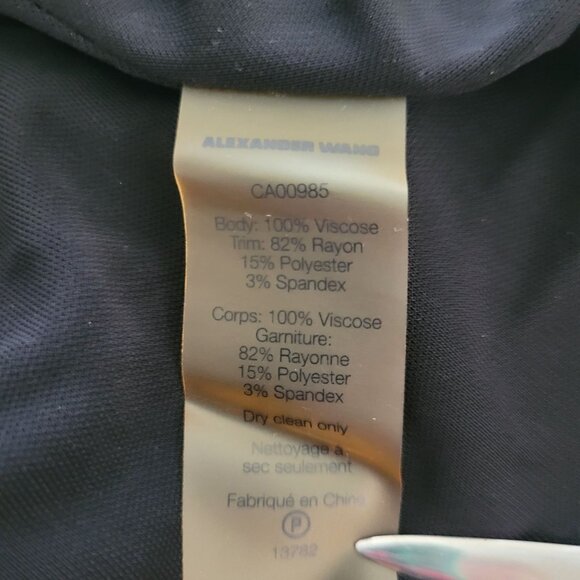 ALEXANDER WANG
CA00985
Body: 100% Viscose
Trim: 82% Rayon
15% Polyester
3% Spandex
Corps: 100% Viscose
Garniture:
82% Rayonne
15% Polyester
3% Spandex
Dry clean only
Nettoyage à
sec seulement
Fabriqué en Chine
P
13782